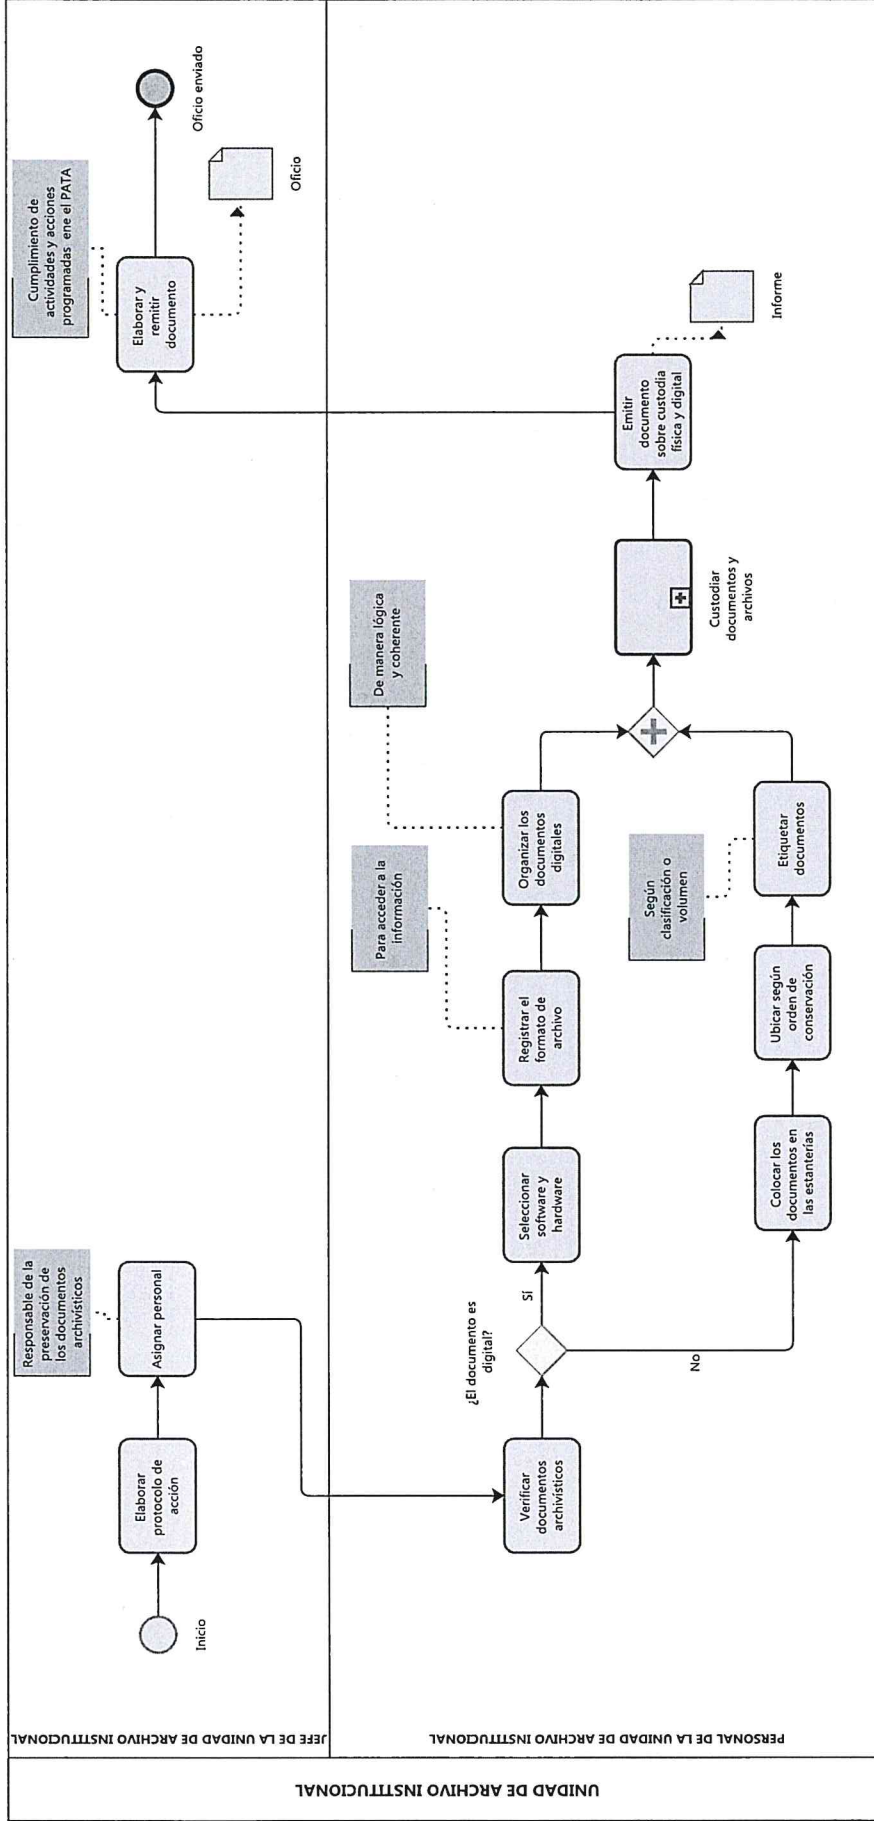 UNIDAD DE ARCHIVO INSTITUCIONAL
JEFE DE LA UNIDAD DE ARCHIVO INSTITUCIONAL
Inicio
Elaborar
protocolo de
acción
Responsable de la
preservación de
los documentos
archivísticos
Asignar personal
Cumplimiento de
actividades y acciones
programadas ene el PATA
Elaborar y
remitir
documento
Oficio
Oficio enviado
PERSONAL DE LA UNIDAD DE ARCHIVO INSTITUCIONAL
Verificar
documentos
archivísticos
¿El documento es
digital?
Sí
No
Seleccionar
software y
hardware
Para acceder a la
información
Registrar el
formato de
archivo
De manera lógica
y coherente
Organizar los
documentos
digitales
Colocar los
documentos en
las estanterías
Ubicar según
orden de
conservación
Según
clasificación o
volumen
Etiquetar
documentos
Custodiar
documentos y
archivos
Emitir
documento
sobre custodia
física y digital
Informe